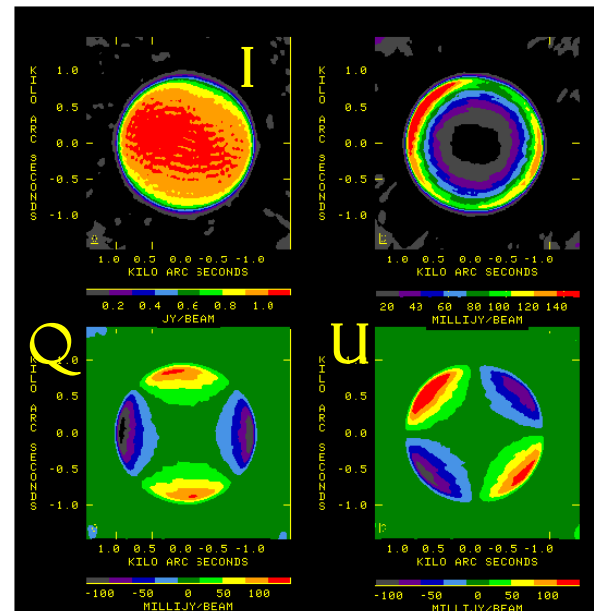 I
KILO ARC SECONDS
1.0
0.5
0.0
-0.5
-1.0
a
1.0 0.5 0.0 -0.5 -1.0
KILO ARC SECONDS
0.2 0.4 0.6 0.8 1.0
JY/BEAM
KILO ARC SECONDS
1.0
0.5
0.0
-0.5
-1.0
b
1.0 0.5 0.0 -0.5 -1.0
KILO ARC SECONDS
20 40 60 80 100 120 140
MILLIJY/BEAM
Q
KILO ARC SECONDS
1.0
0.5
0.0
-0.5
-1.0
1.0 0.5 0.0 -0.5 -1.0
KILO ARC SECONDS
-100 -50 0 50 100
MILLIJY/BEAM
U
KILO ARC SECONDS
1.0
0.5
0.0
-0.5
-1.0
b
1.0 0.5 0.0 -0.5 -1.0
KILO ARC SECONDS
-100 -50 0 50 100
MILLIJY/BEAM